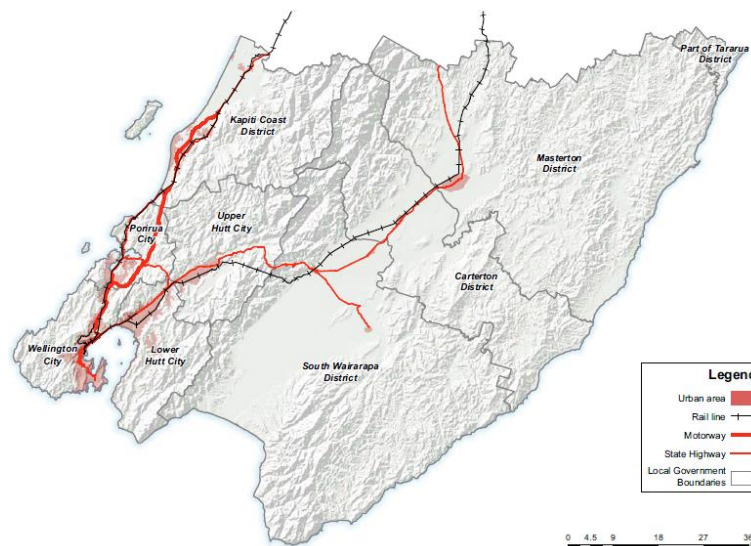 Part of Tararua
District
Kapiti Coast
District
Masterton
District
Upper
Hutt City
Porirua
City
Carterton
District
Wellington
City
Lower
Hutt City
South Wairarapa
District
Legend
Urban area
Rail line
Motorway
State Highway
Local Government
Boundaries
0 4.5 9 18 27 36